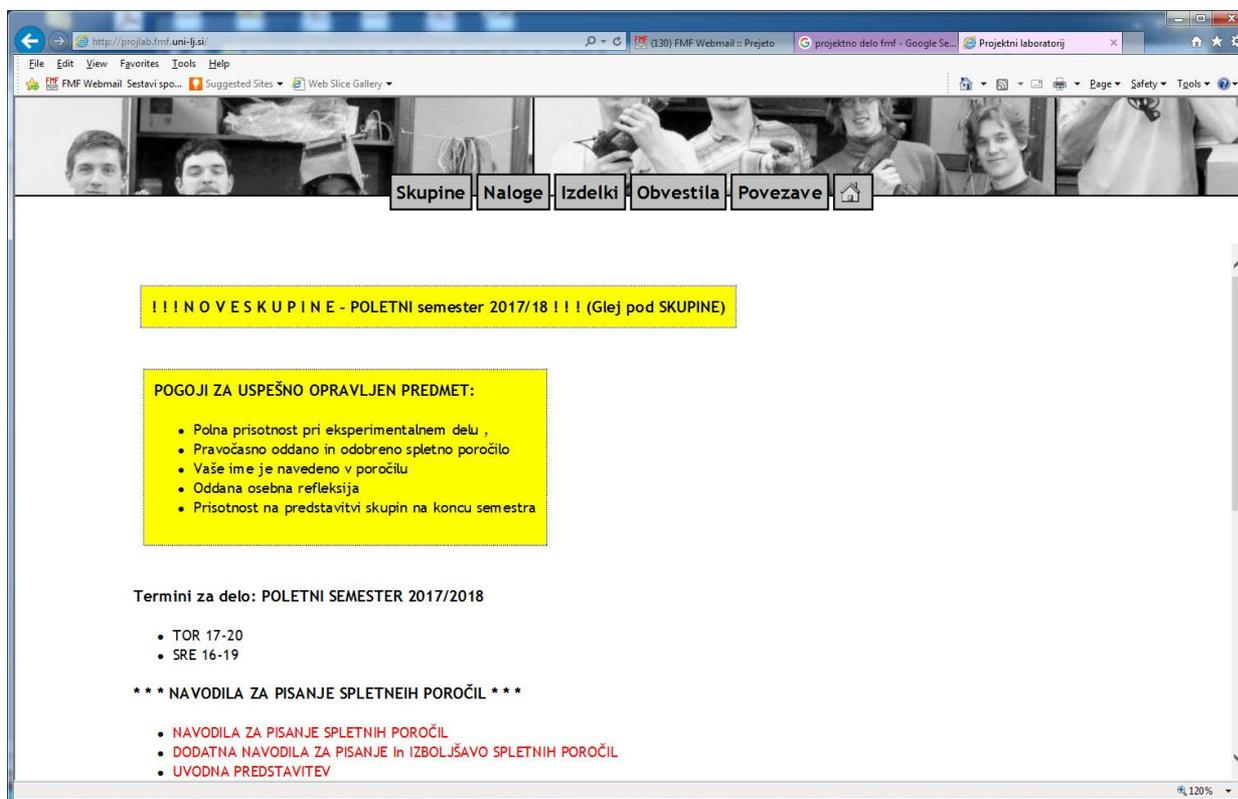 http://projlab.fmf.uni-lj.si/
(130) FMF Webmail :: Prejeto
projektno delo fmf - Google Se...
Projektni laboratorij
File Edit View Favorites Tools Help
FMF Webmail Sestavi spo... Suggested Sites Web Slice Gallery
Page Safety Tools
Skupine Naloge Izdelki Obvestila Povezave
! ! ! N O V E S K U P I N E - POLETNI semester 2017/18 ! ! ! (Glej pod SKUPINE)
POGOJI ZA USPEŠNO OPRAVLJEN PREDMET:
• Polna prisotnost pri eksperimentalnem delu ,
• Pravočasno oddano in odobreno spletno poročilo
• Vaše ime je navedeno v poročilu
• Oddana osebna refleksija
• Prisotnost na predstavitvi skupin na koncu semestra
Termini za delo: POLETNI SEMESTER 2017/2018
• TOR 17-20
• SRE 16-19
* * * NAVODILA ZA PISANJE SPLETNEIH POROČIL * * *
• NAVODILA ZA PISANJE SPLETNIH POROČIL
• DODATNA NAVODILA ZA PISANJE In IZBOLJŠAVO SPLETNIH POROČIL
• UVODNA PREDSTAVITEV
120%